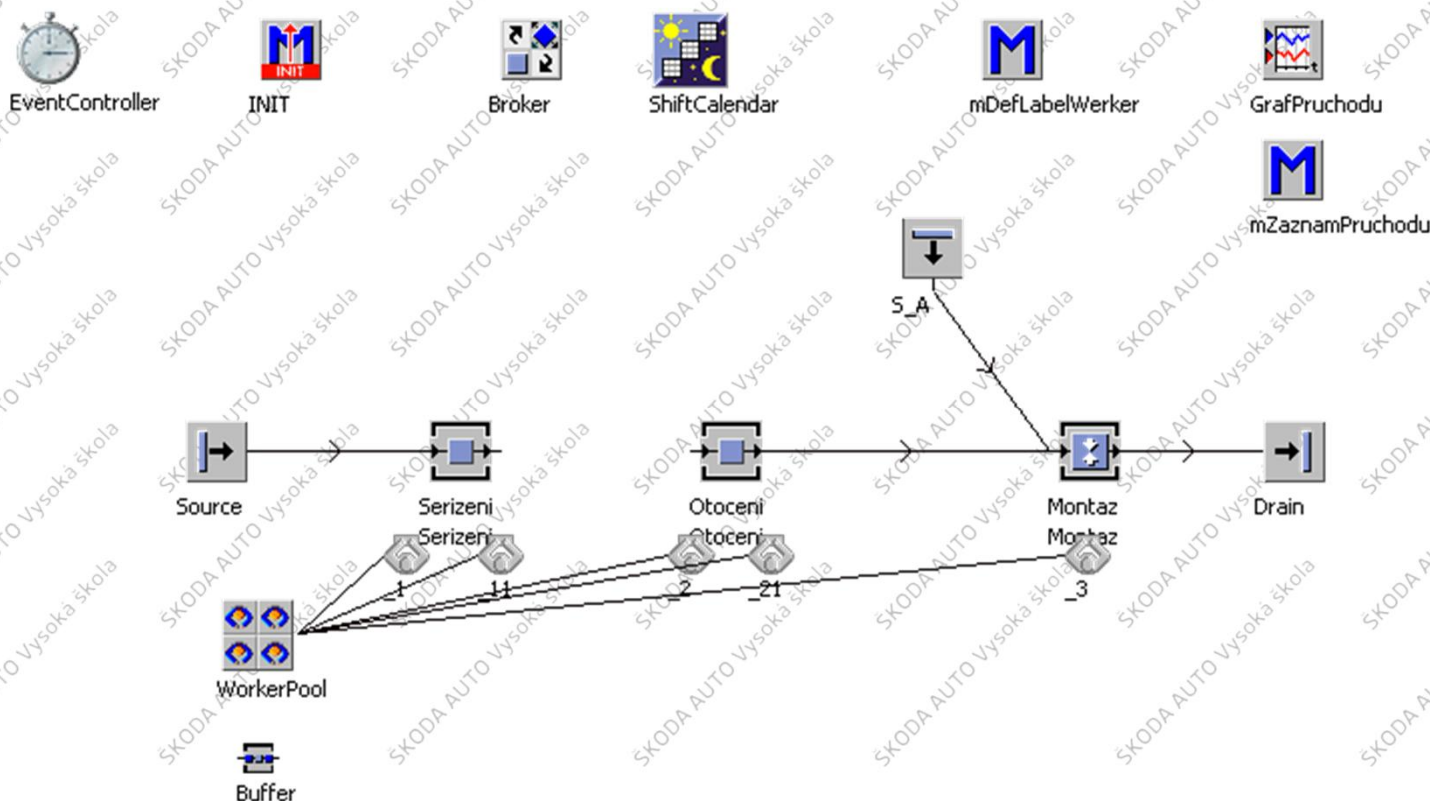 EventController
INIT
INIT
Broker
ShiftCalendar
mDefLabelWerker
GrafPruchodu
mZaznamPruchodu
S_A
Source
Serizeni
Otoceni
Montaz
Drain
Serizeni
Otoceni
Montaz
_1
_11
_2
_21
_3
WorkerPool
Buffer
ŠKODA AUTO Vysoká škola